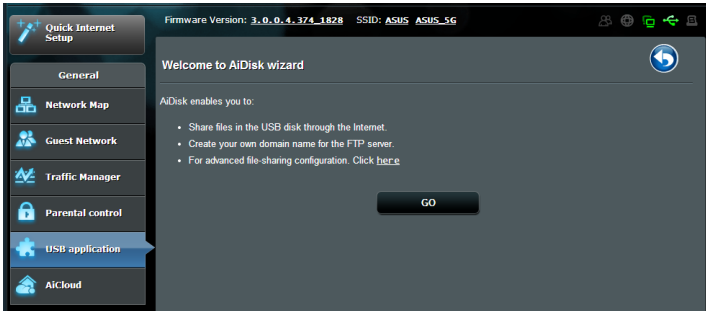 Quick Internet
Setup
Firmware Version: 3.0.0.4.374_1828 SSID: ASUS ASUS_5G
General
Network Map
Guest Network
Traffic Manager
Parental control
USB application
AiCloud
Welcome to AiDisk wizard
AiDisk enables you to:
• Share files in the USB disk through the Internet.
• Create your own domain name for the FTP server.
• For advanced file-sharing configuration. Click here
GO